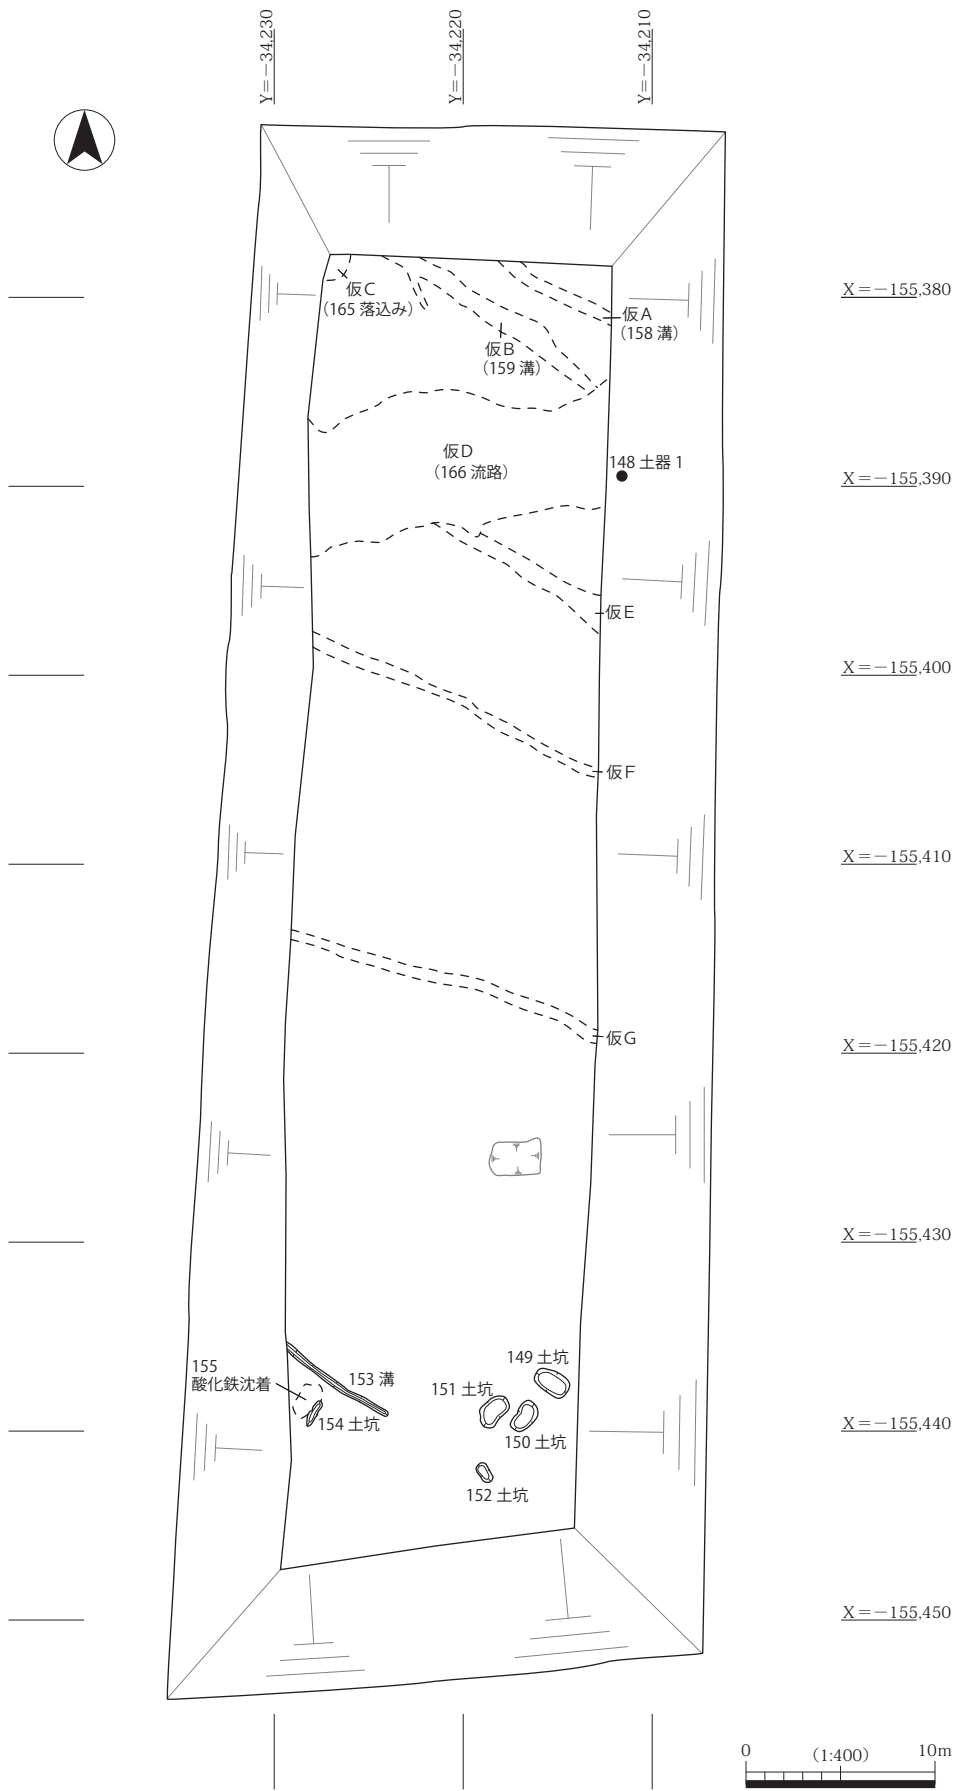 Y=－34,230
Y=－34,220
Y=－34,210
仮C
（165 落込み）
X=－155,380
仮A
（158 溝）
仮B
（159 溝）
仮D
（166 流路）
148 土器 1
X=－155,390
仮E
X=－155,400
仮F
X=－155,410
仮G
X=－155,420
X=－155,430
149 土坑
155
酸化鉄沈着
153 溝
151 土坑
154 土坑
X=－155,440
150 土坑
152 土坑
X=－155,450
0 （1:400） 10m